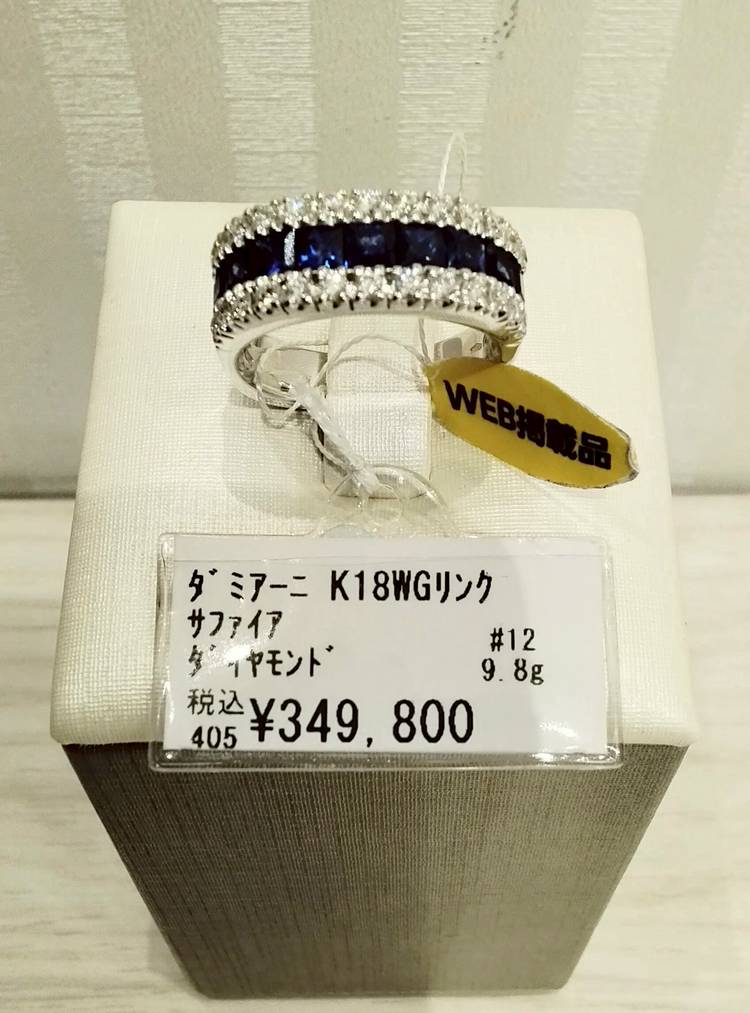 WEB掲載品
ﾀﾞﾐｱｰﾆ K18WGﾘﾝｸﾞ
ｻﾌｧｲｱ
#12
ﾀﾞｲﾔﾓﾝﾄﾞ
9.8g
税込
405 ¥349,800